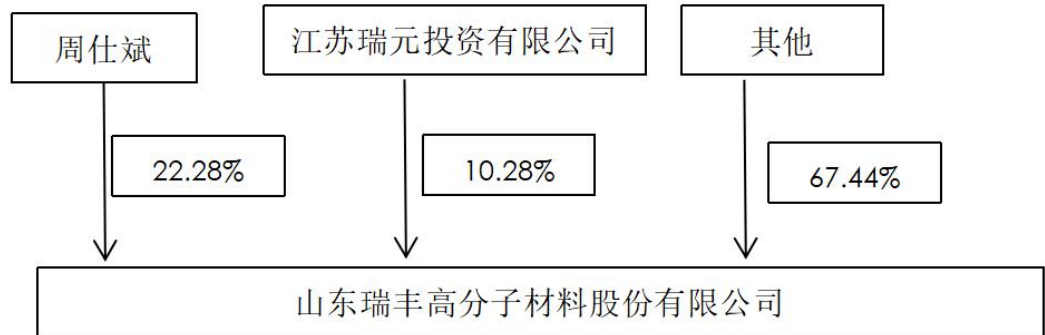 周仕斌
江苏瑞元投资有限公司
其他
22.28%
10.28%
67.44%
山东瑞丰高分子材料股份有限公司